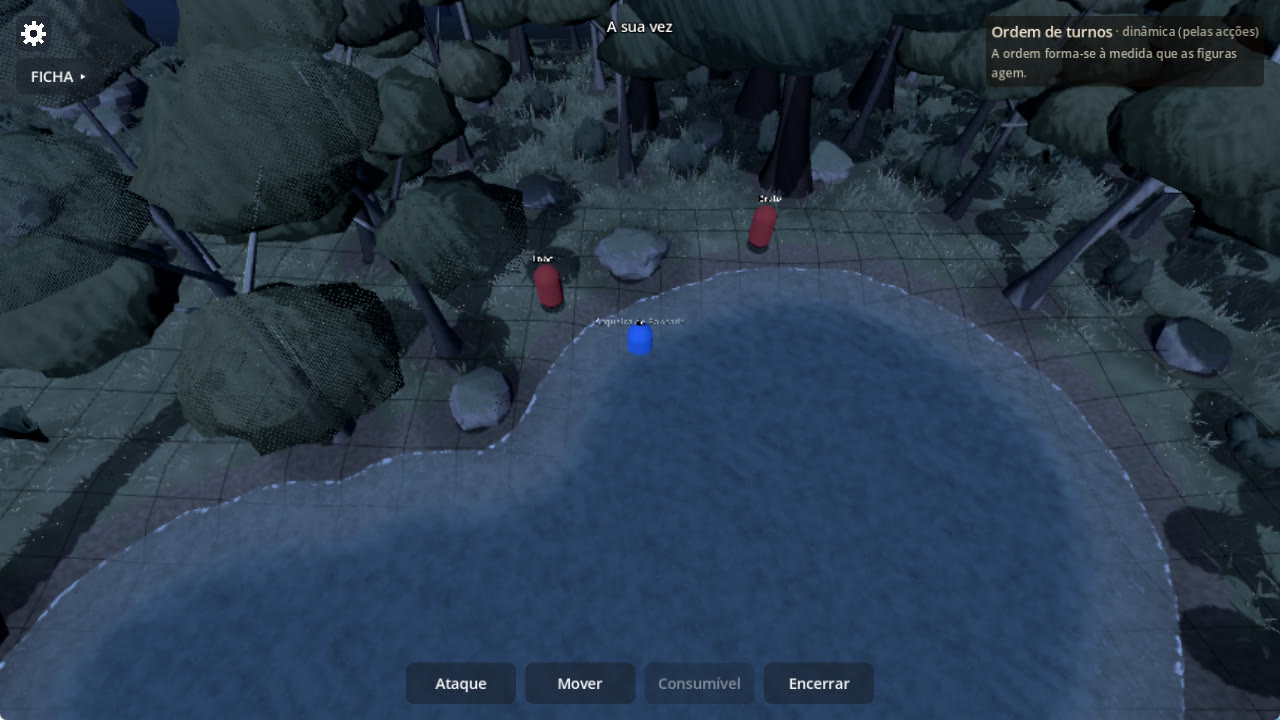 A sua vez
Ordem de turnos · dinâmica (pelas acções)
A ordem forma-se à medida que as figuras
agem.
FICHA ▸
Ataque
Mover
Consumível
Encerrar